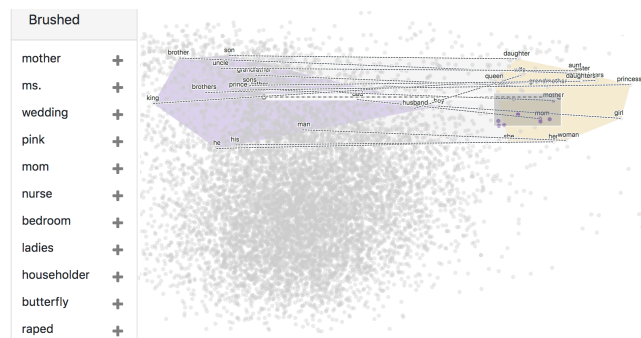 Brushed
mother
ms.
wedding
pink
mom
nurse
bedroom
ladies
householder
butterfly
raped
brother
son
daughter
uncle
grandfather
aunt
sister
queen
grandmother
daughters
princess
sons
brothers
prince
king
husband
boy
mother
mom
girl
man
he
his
she
her
woman